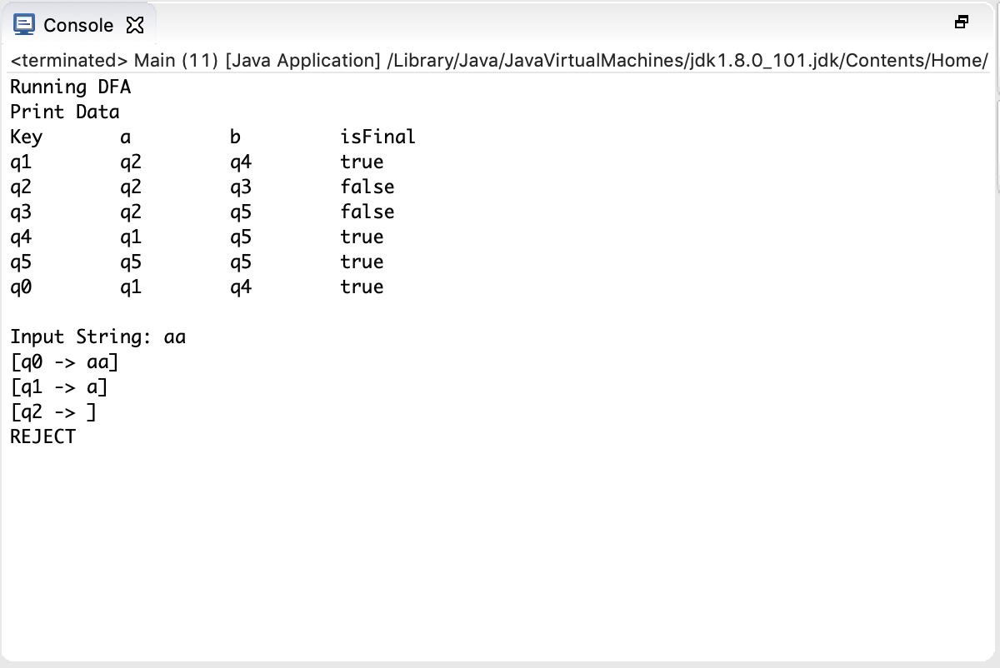 Console
<terminated> Main (11) [Java Application] /Library/Java/JavaVirtualMachines/jdk1.8.0_101.jdk/Contents/Home/
Running DFA
Print Data
Key a b isFinal
q1 q2 q4 true
q2 q2 q3 false
q3 q2 q5 false
q4 q1 q5 true
q5 q5 q5 true
q0 q1 q4 true
Input String: aa
[q0 -> aa]
[q1 -> a]
[q2 -> ]
REJECT